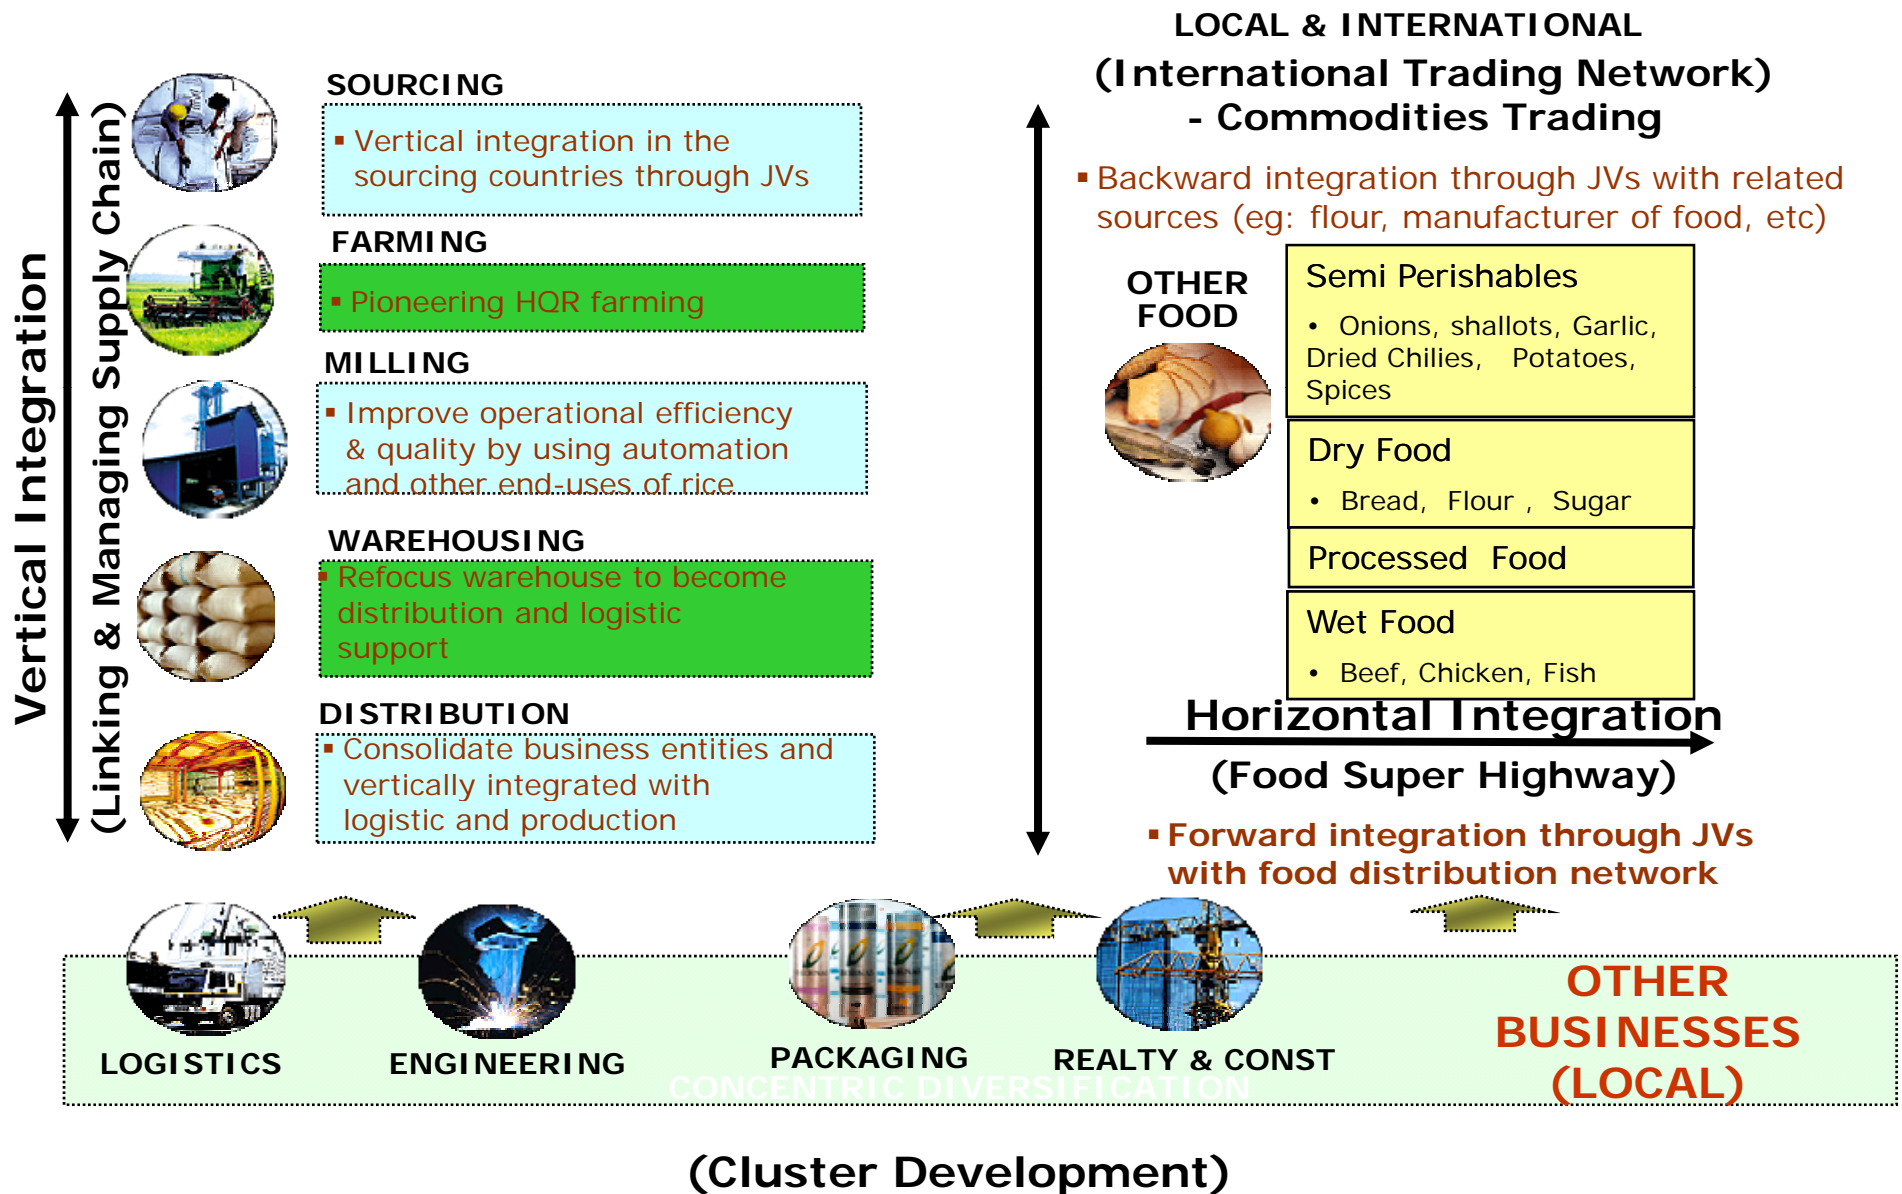 Vertical Integration
(Linking & Managing Supply Chain)
SOURCING
▪ Vertical integration in the
sourcing countries through JVs
FARMING
▪ Pioneering HQR farming
MILLING
▪ Improve operational efficiency
& quality by using automation
and other end-uses of rice
WAREHOUSING
▪ Refocus warehouse to become
distribution and logistic
support
DISTRIBUTION
▪ Consolidate business entities and
vertically integrated with
logistic and production
LOCAL & INTERNATIONAL
(International Trading Network)
- Commodities Trading
▪ Backward integration through JVs with related
sources (eg: flour, manufacturer of food, etc)
OTHER
FOOD
Semi Perishables
• Onions, shallots, Garlic,
Dried Chilies, Potatoes,
Spices
Dry Food
• Bread, Flour , Sugar
Processed Food
Wet Food
• Beef, Chicken, Fish
Horizontal Integration
(Food Super Highway)
▪ Forward integration through JVs
with food distribution network
LOGISTICS
ENGINEERING
PACKAGING
REALTY & CONST
CONCENTRIC DIVERSIFICATION
OTHER
BUSINESSES
(LOCAL)
(Cluster Development)